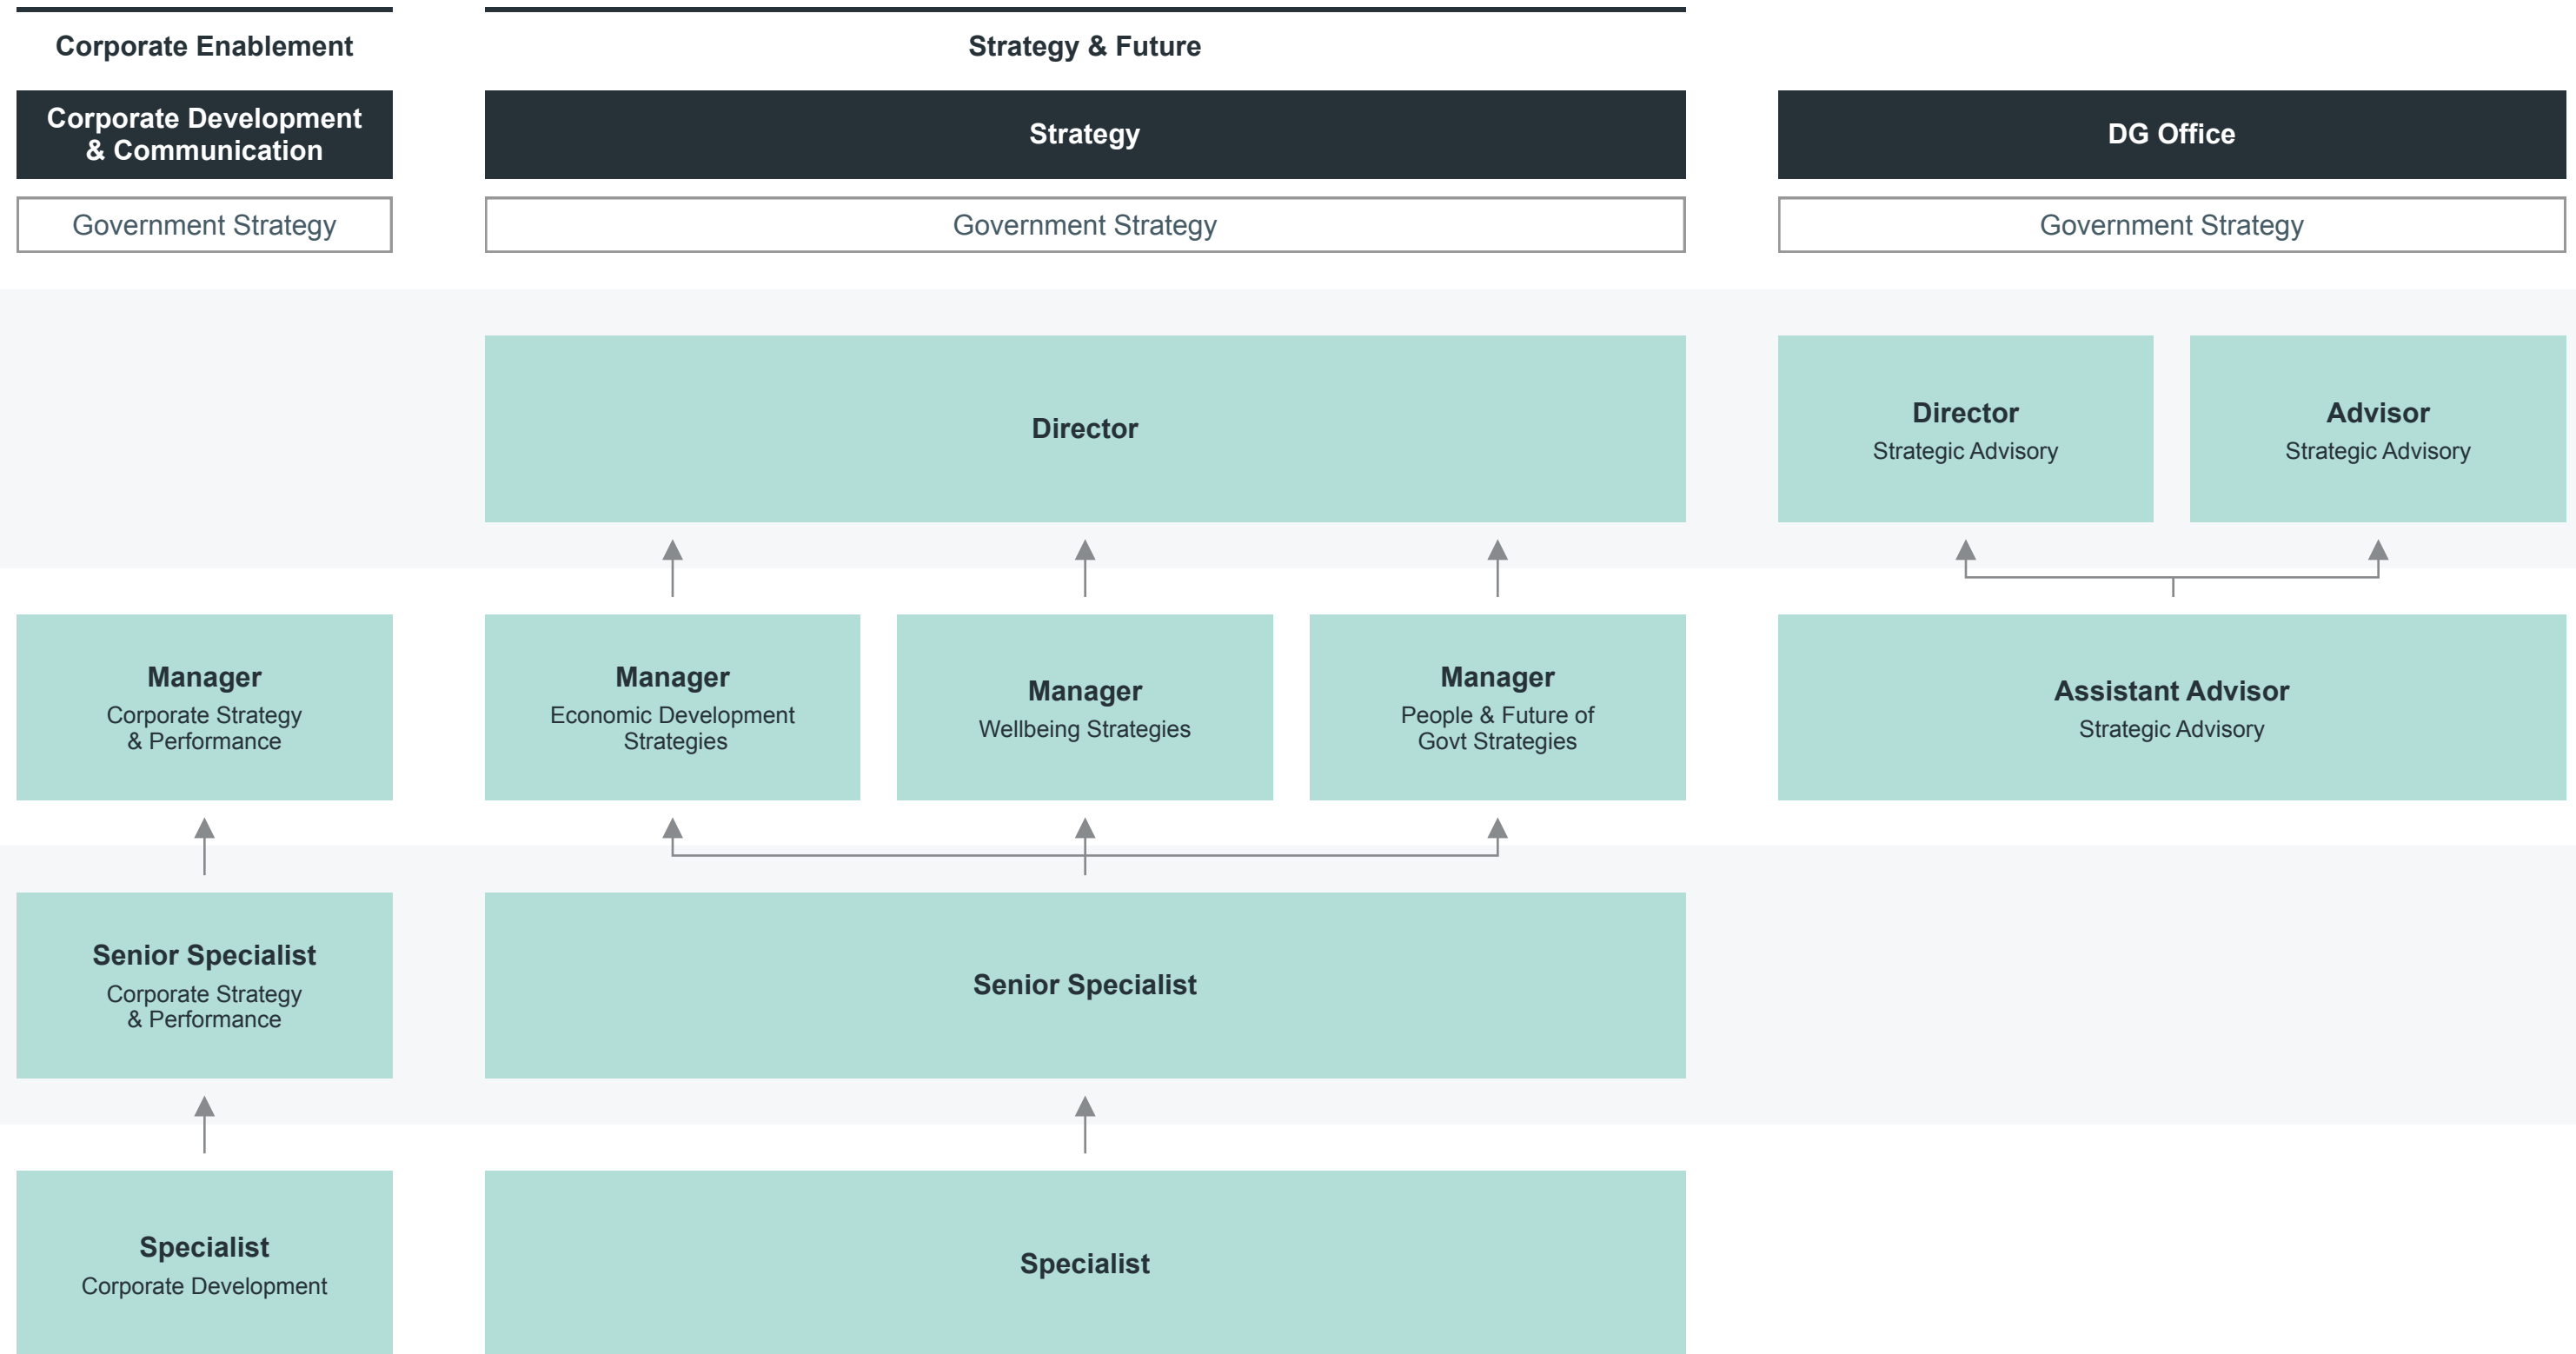 Corporate Enablement
Strategy & Future
Corporate Development
& Communication
Strategy
DG Office
Government Strategy
Government Strategy
Government Strategy
Director
Director
Strategic Advisory
Advisor
Strategic Advisory
Manager
Corporate Strategy
& Performance
Manager
Economic Development
Strategies
Manager
Wellbeing Strategies
Manager
People & Future of
Govt Strategies
Assistant Advisor
Strategic Advisory
Senior Specialist
Corporate Strategy
& Performance
Senior Specialist
Specialist
Corporate Development
Specialist